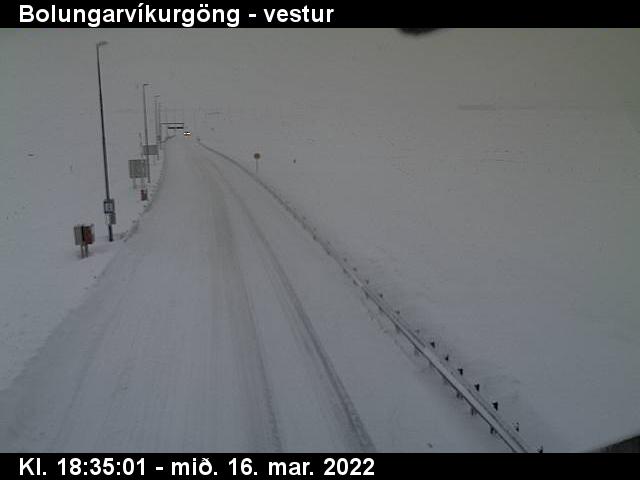 Bolungarvíkurgöng - vestur
Kl. 18:35:01 - mið. 16. mar. 2022